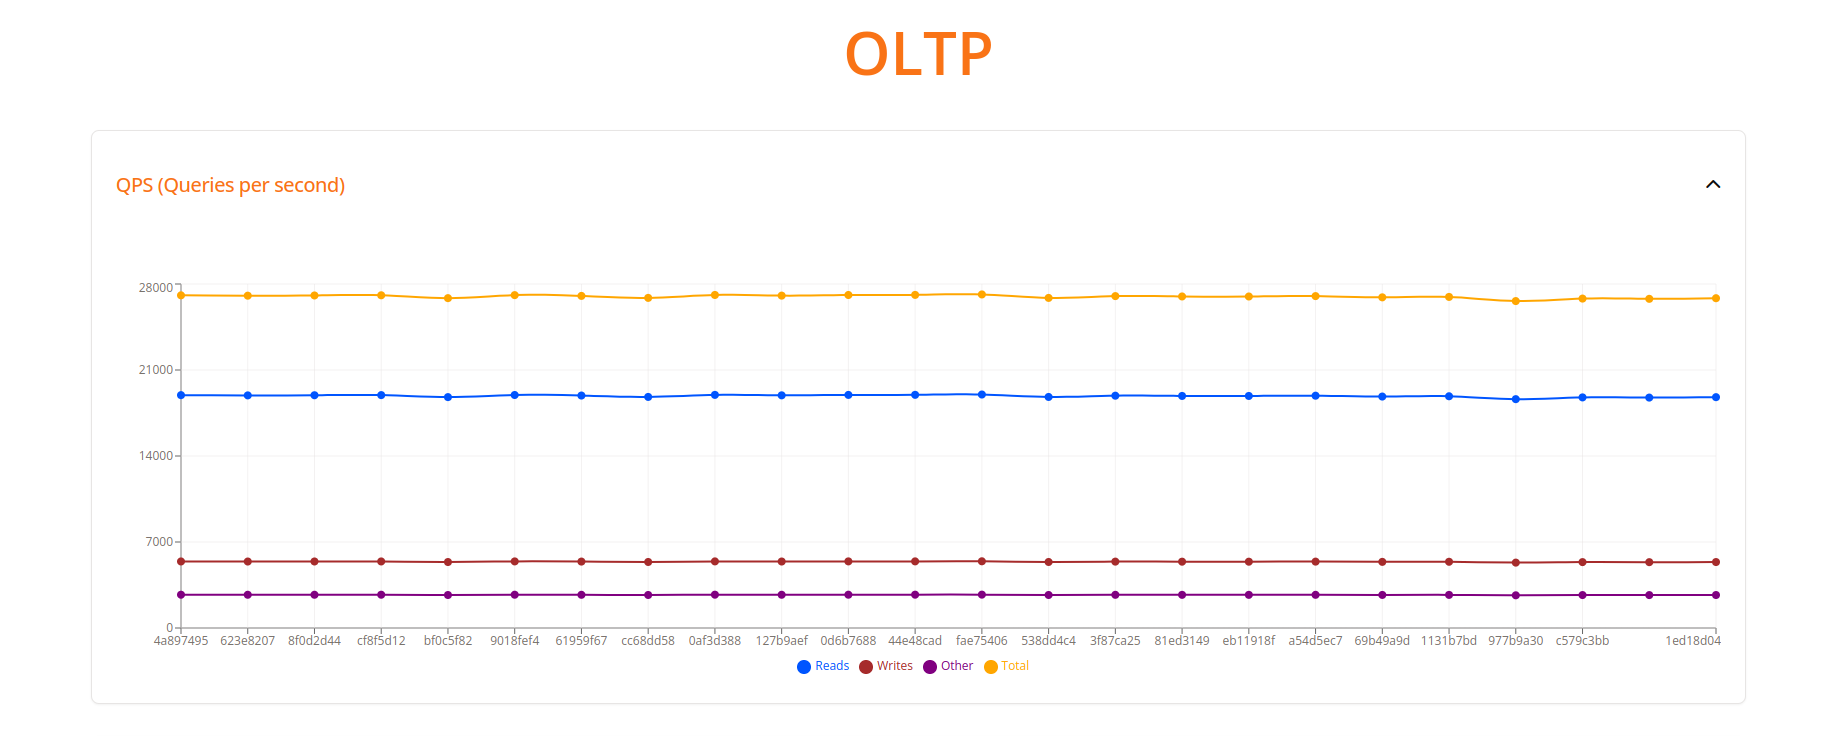 OLTP
QPS (Queries per second)
28000
21000
14000
7000
0
4a897495 623e8207 8f0d2d44 cf8f5d12 bf0c5f82 9018fef4 61959f67 cc68dd58 0af3d388 127b9aef 0d6b7688 44e48cad fae75406 538dd4c4 3f87ca25 81ed3149 eb11918f a54d5ec7 69b49a9d 1131b7bd 977b9a30 c579c3bb 1ed18d04
Reads Writes Other Total